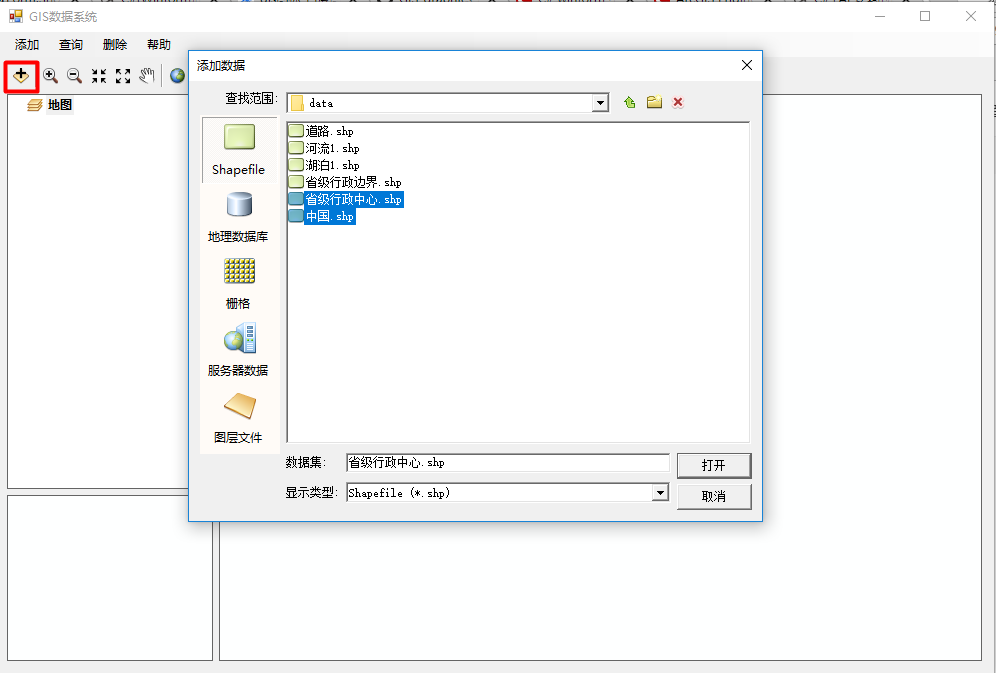 GIS数据系统
添加 查询 删除 帮助
地图
添加数据
查找范围: data
Shapefile
地理数据库
栅格
服务器数据
图层文件
道路.shp
河流1.shp
湖泊1.shp
省级行政边界.shp
省级行政中心.shp
中国.shp
数据集: 省级行政中心.shp
打开
显示类型: Shapefile (*.shp)
取消